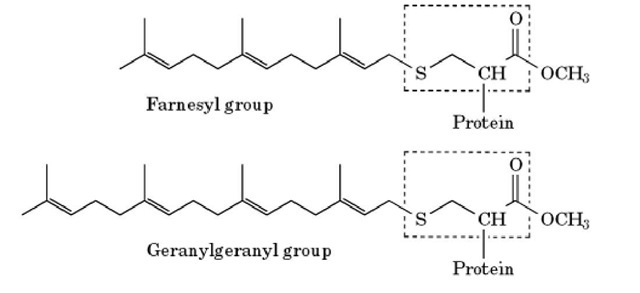 O
S
CH
OCH₃
Farnesyl group
Protein
O
S
CH
OCH₃
Geranylgeranyl group
Protein